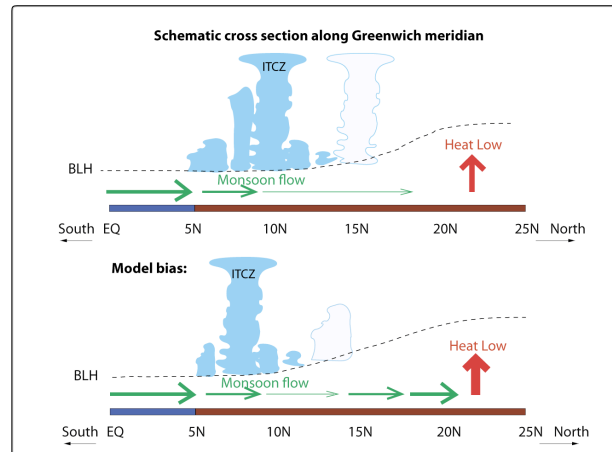 Schematic cross section along Greenwich meridian
ITCZ
Heat Low
BLH
Monsoon flow
South EQ 5N 10N 15N 20N 25N North
Model bias:
ITCZ
Heat Low
BLH
Monsoon flow
South EQ 5N 10N 15N 20N 25N North